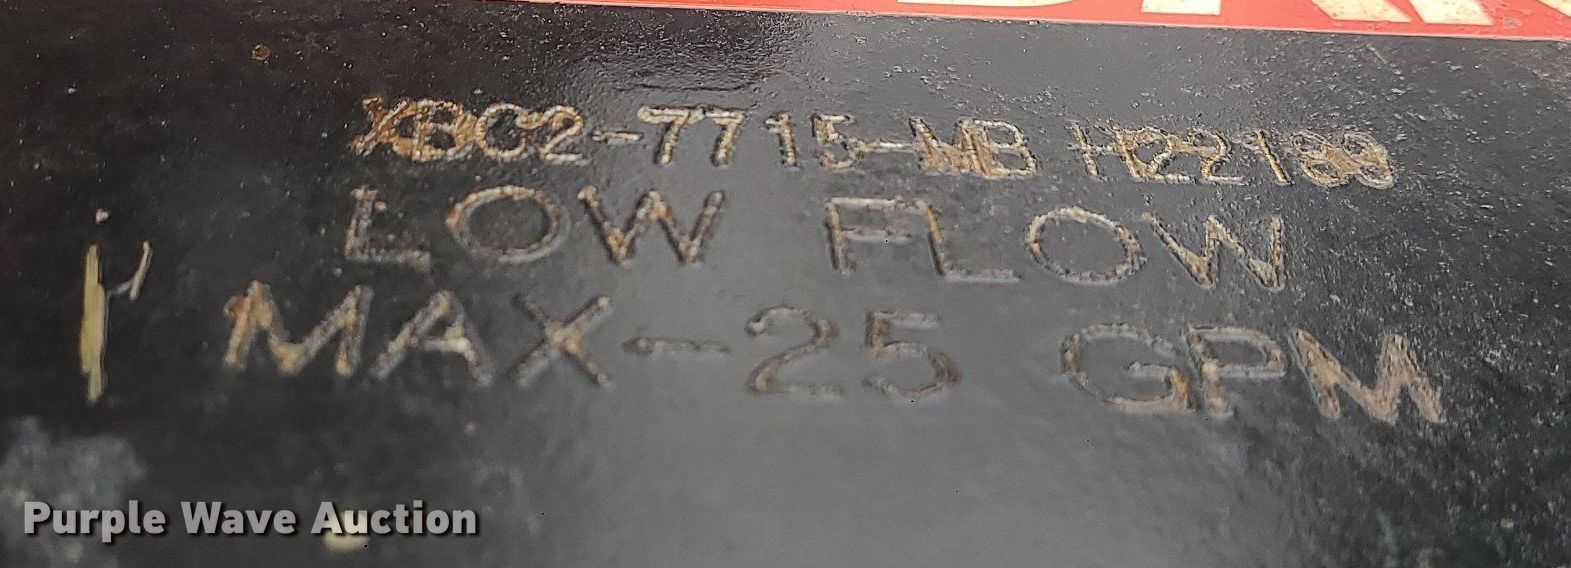 XBC2-7715-MB H22188
LOW FLOW
MAX-25 GPM
Purple Wave Auction